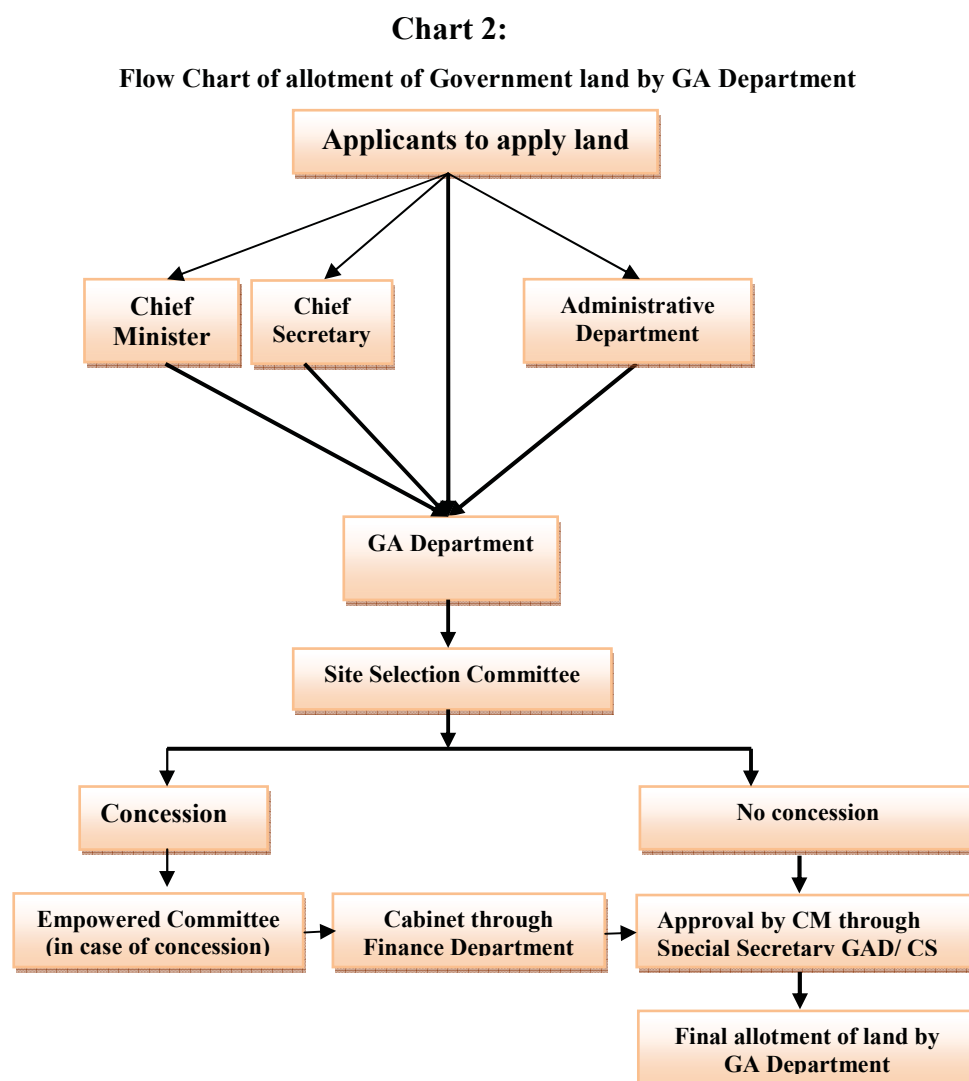 Chart 2:
Flow Chart of allotment of Government land by GA Department
Applicants to apply land
Chief
Minister
Chief
Secretary
Administrative
Department
GA Department
Site Selection Committee
Concession
No concession
Empowered Committee
(in case of concession)
Cabinet through
Finance Department
Approval by CM through
Special Secretary GAD/ CS
Final allotment of land by
GA Department